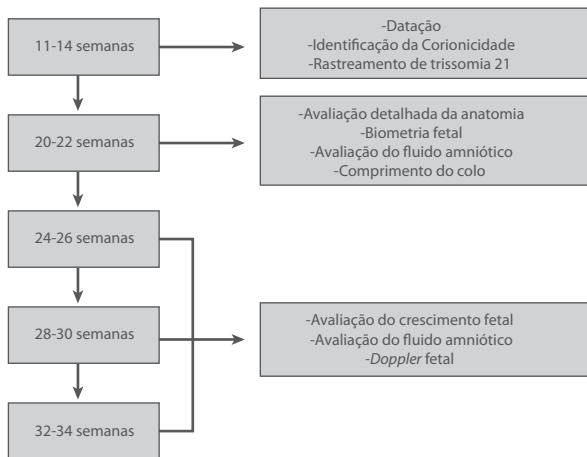 11-14 semanas
-Datação
-Identificação da Corionicidade
-Rastreamento de trissomia 21
20-22 semanas
-Avaliação detalhada da anatomia
-Biometria fetal
-Avaliação do fluido amniótico
-Comprimento do colo
24-26 semanas
28-30 semanas
-Avaliação do crescimento fetal
-Avaliação do fluido amniótico
-Doppler fetal
32-34 semanas